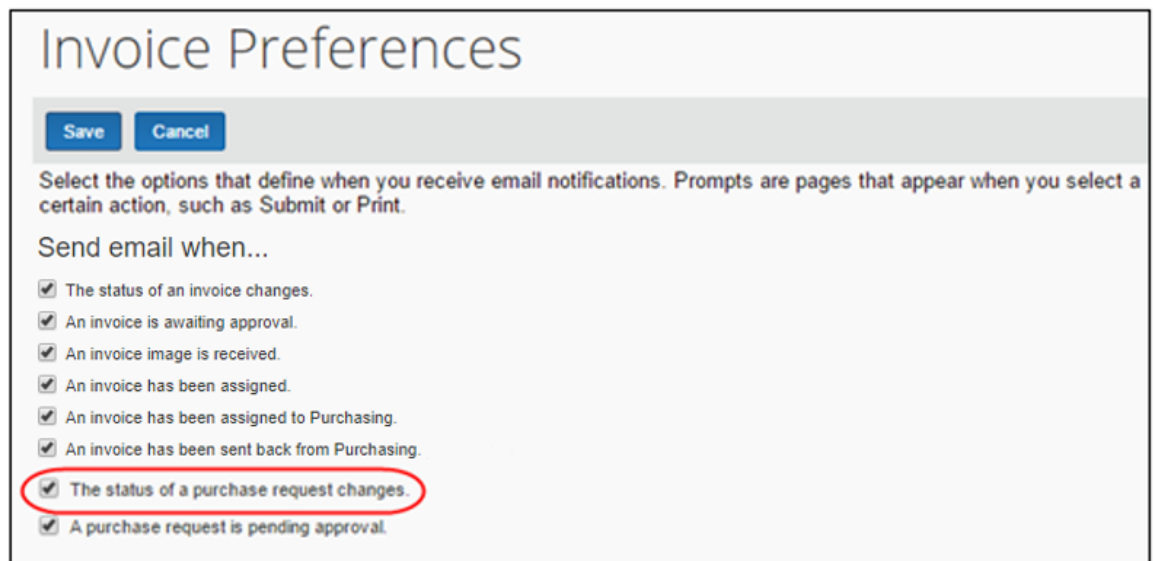 Invoice Preferences
Save Cancel
Select the options that define when you receive email notifications. Prompts are pages that appear when you select a
certain action, such as Submit or Print.
Send email when...
The status of an invoice changes.
An invoice is awaiting approval.
An invoice image is received.
An invoice has been assigned.
An invoice has been assigned to Purchasing.
An invoice has been sent back from Purchasing.
The status of a purchase request changes.
A purchase request is pending approval.